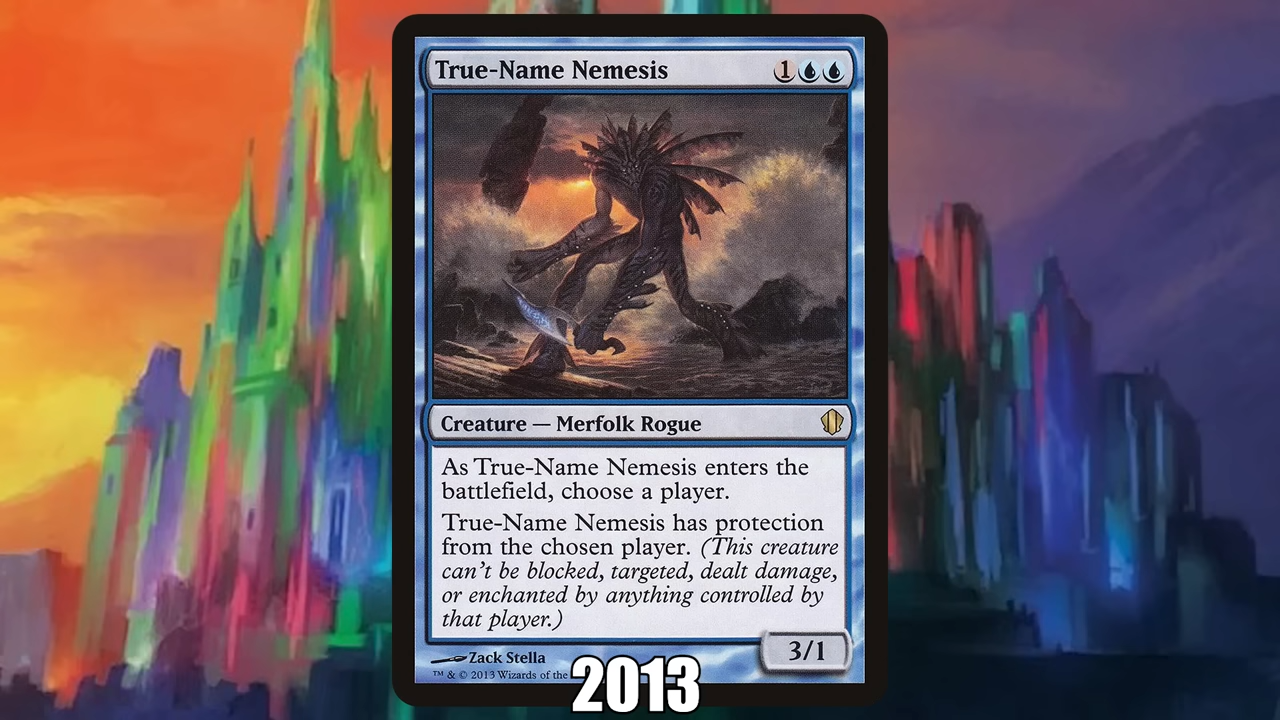 True-Name Nemesis 1
Creature — Merfolk Rogue
As True-Name Nemesis enters the
battlefield, choose a player.
True-Name Nemesis has protection
from the chosen player. (This creature
can't be blocked, targeted, dealt damage,
or enchanted by anything controlled by
that player.)
3/1
Zack Stella
™ & © 2013 Wizards of the
2013